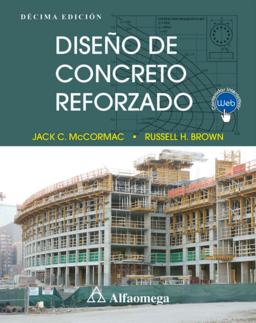 DÉCIMA EDICIÓN
DISEÑO DE
CONCRETO
REFORZADO
Web
JACK C. McCORMAC • RUSSELL H. BROWN
Alfaomega